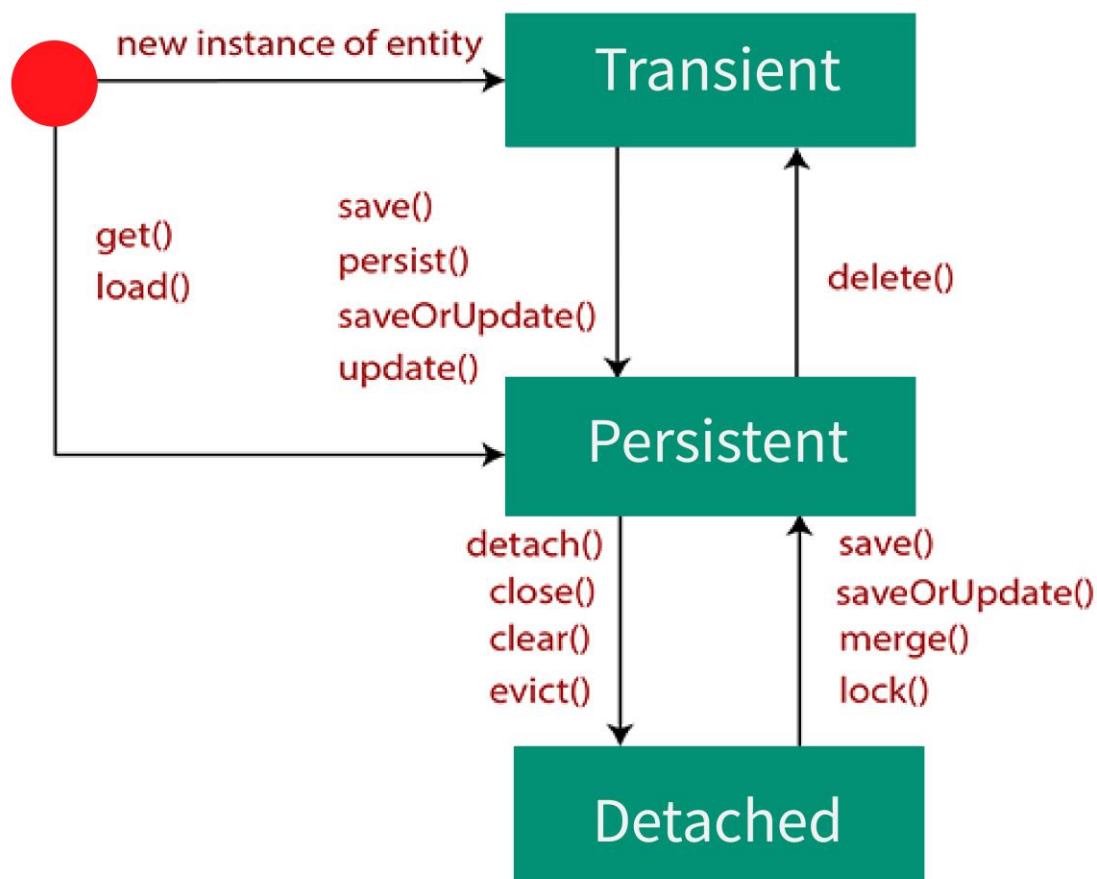 new instance of entity
Transient
get()
load()
save()
persist()
saveOrUpdate()
update()
delete()
Persistent
detach()
close()
clear()
evict()
save()
saveOrUpdate()
merge()
lock()
Detached